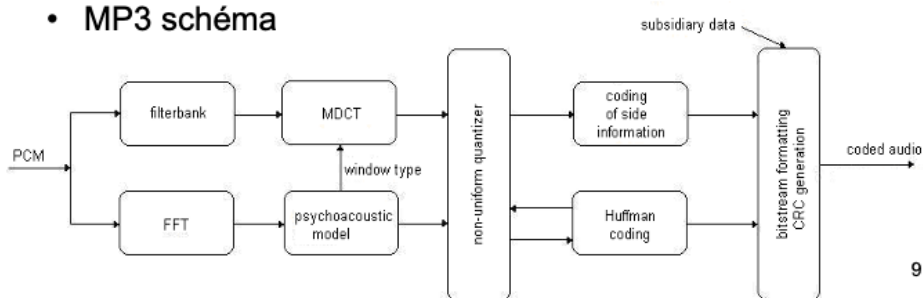 • MP3 schéma
subsidiary data
filterbank
MDCT
coding
of side
information
PCM
window type
non-uniform quantizer
bitstream formatting
CRC generation
coded audio
FFT
psychoacoustic
model
Huffman
coding
9